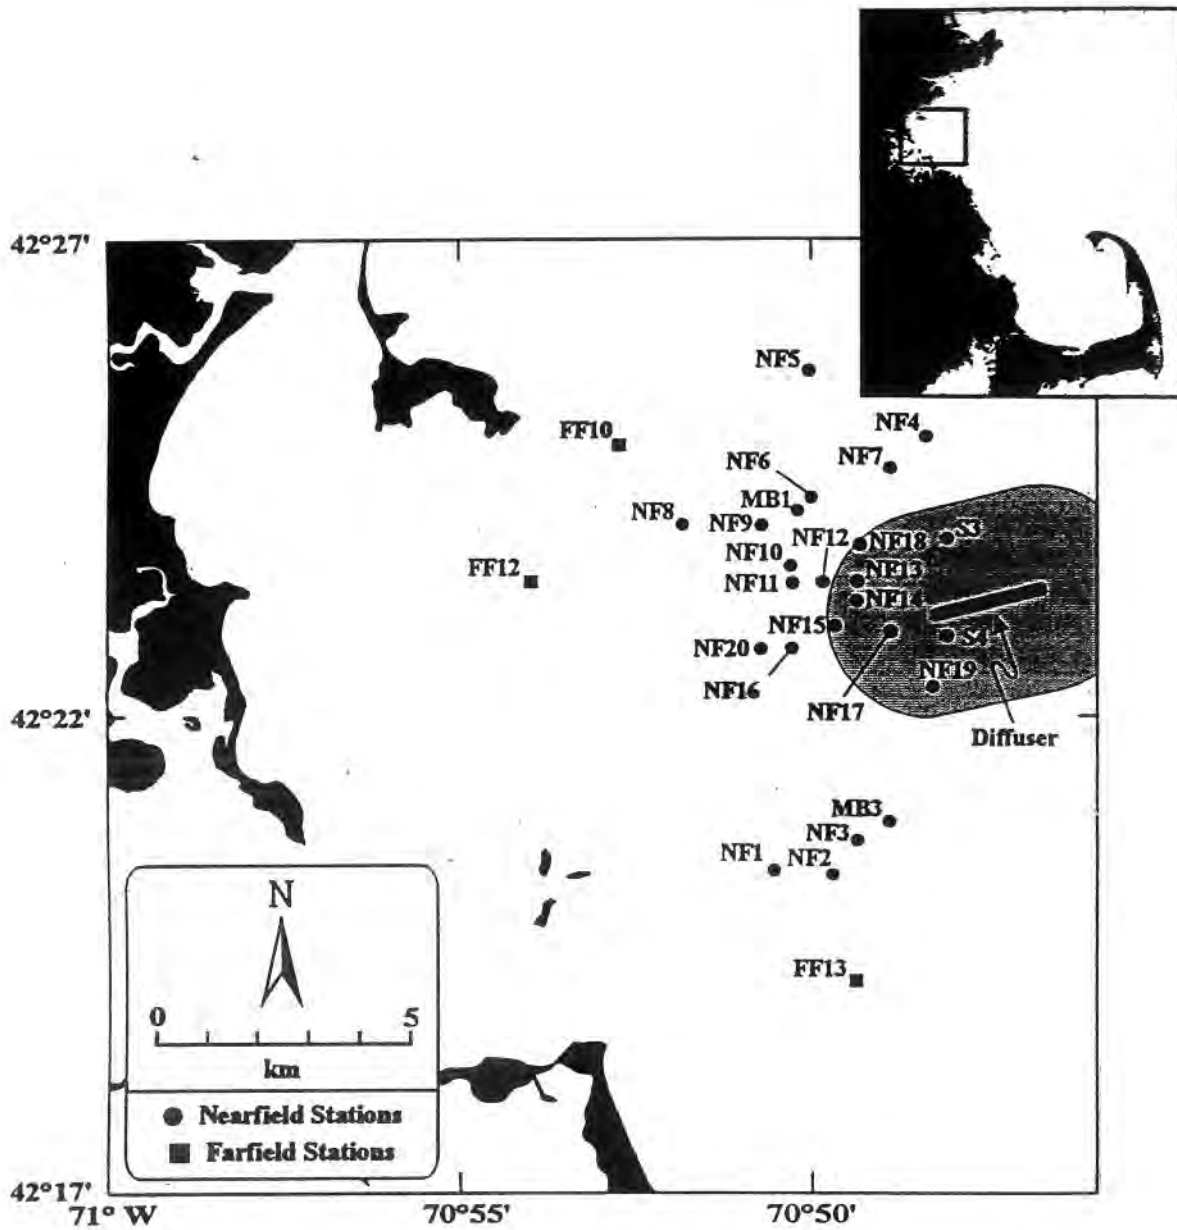 42°27'
NF5
NF4
FF10
NF7
NF6
MB1
NF8
NF9
NF12
S3
NF18
NF10
FF12
NF11
NF13
NF14
NF15
S4
NF20
NF19
NF16
NF17
42°22'
Diffuser
MB3
NF3
NF1
NF2
N
FF13
0
5
km
Nearfield Stations
Farfield Stations
42°17'
71° W
70°55'
70°50'